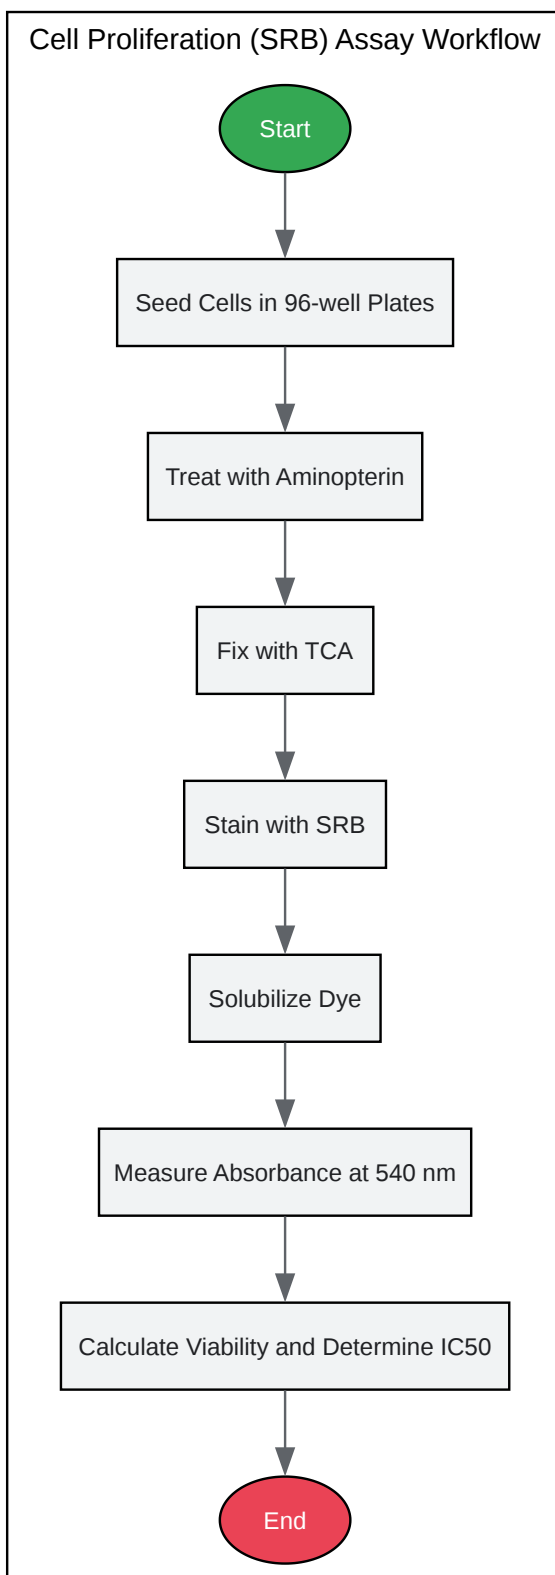 Cell Proliferation (SRB) Assay Workflow
Start
Seed Cells in 96-well Plates
Treat with Aminopterin
Fix with TCA
Stain with SRB
Solubilize Dye
Measure Absorbance at 540 nm
Calculate Viability and Determine IC50
End